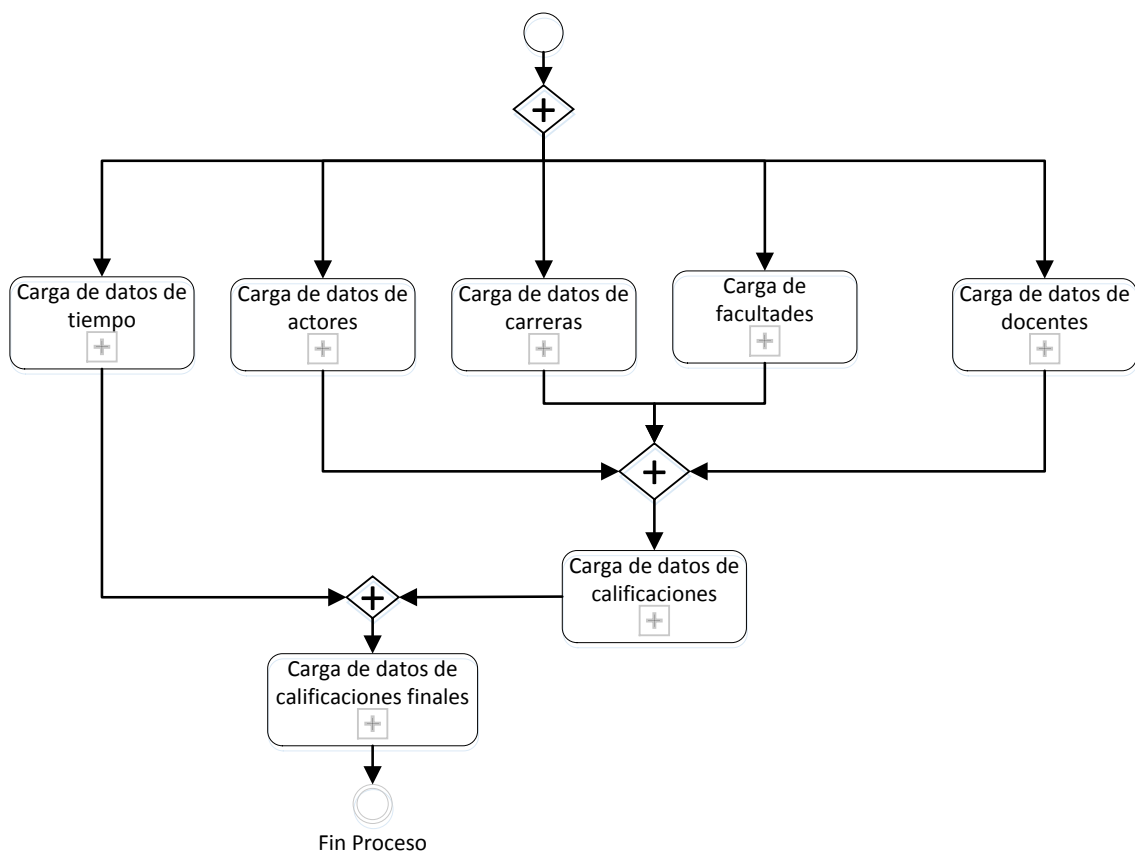 Carga de datos de
tiempo
Carga de datos de
actores
Carga de datos de
carreras
Carga de
facultades
Carga de datos de
docentes
Carga de datos de
calificaciones
Carga de datos de
calificaciones finales
Fin Proceso